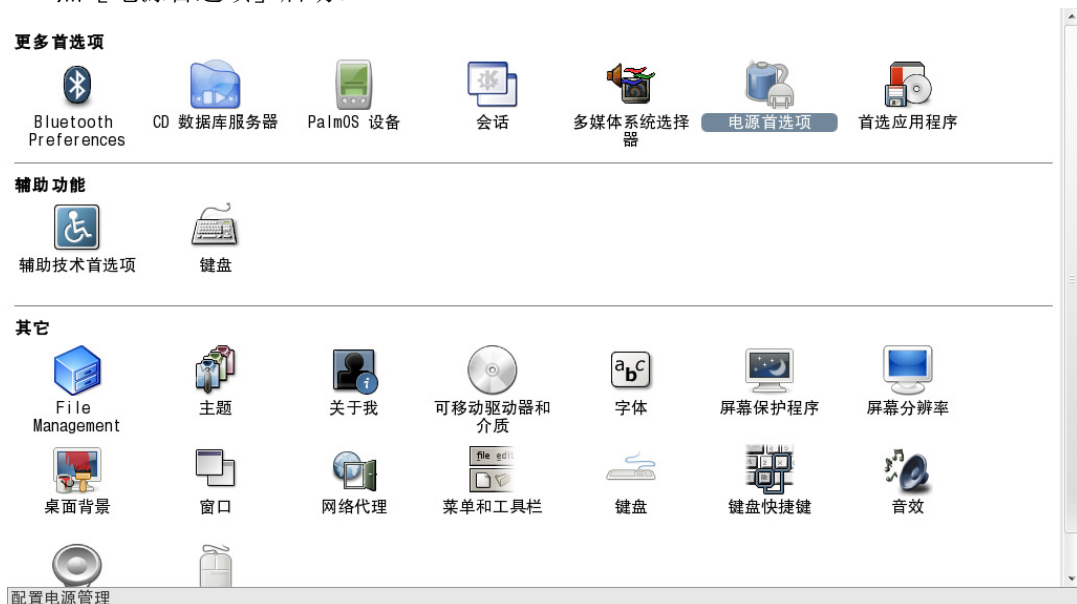 更多首选项
Bluetooth
Preferences
CD 数据库服务器
PalmOS 设备
会话
多媒体系统选择
器
电源首选项
首选应用程序
辅助功能
辅助技术首选项
键盘
其它
File
Management
主题
关于我
可移动驱动器和
介质
abc
字体
屏幕保护程序
屏幕分辨率
桌面背景
窗口
网络代理
file edit
菜单和工具栏
键盘
键盘快捷键
音效
配置电源管理